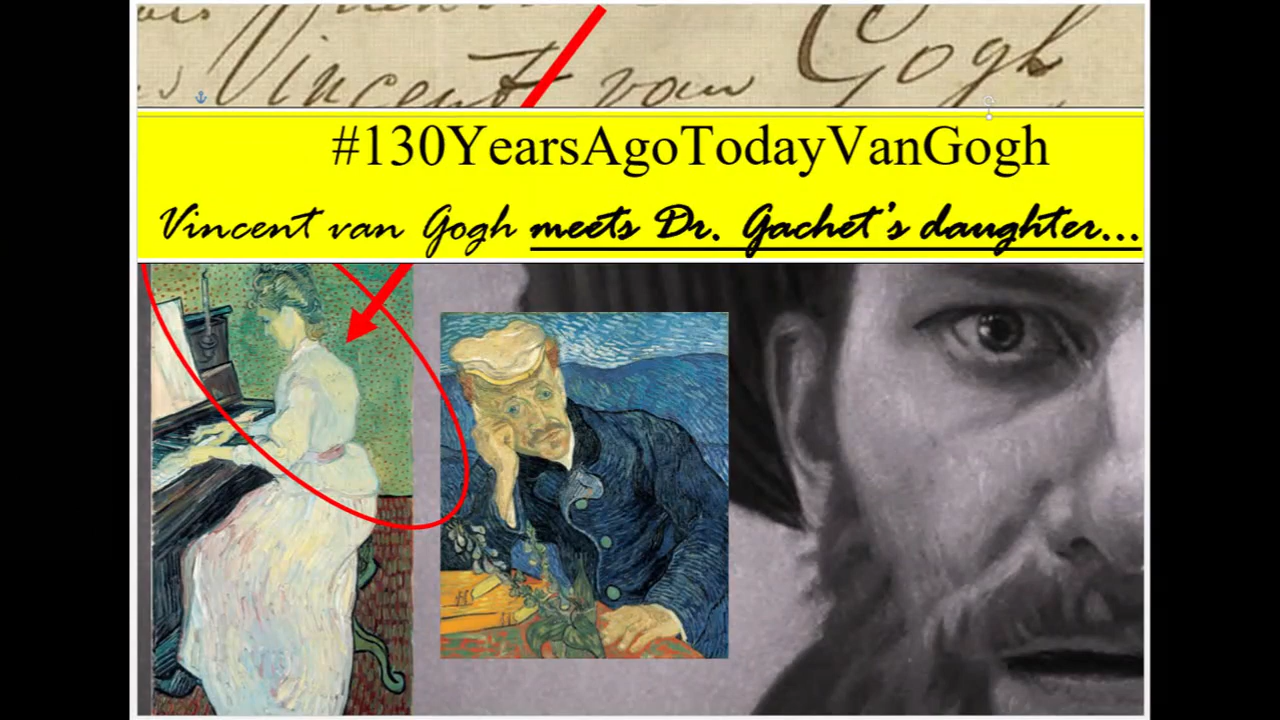 Vincent van Gogh
#130YearsAgoTodayVanGogh
Vincent van Gogh meets Dr. Gachet's daughter...